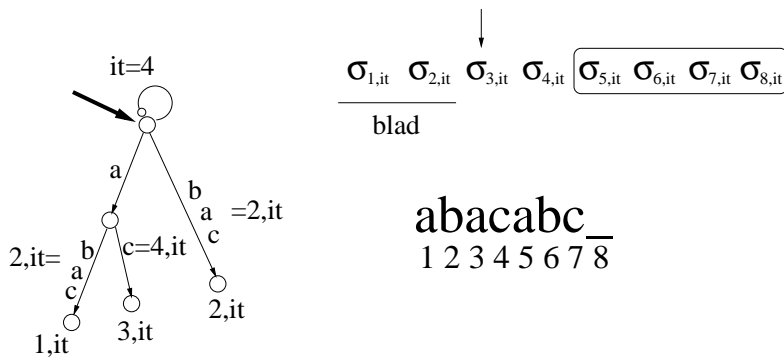 it=4
σ1,it σ2,it σ3,it σ4,it σ5,it σ6,it σ7,it σ8,it
blad
a
b
a =2,it
c
abacabc_
1 2 3 4 5 6 7 8
2,it= b
a
c
c=4,it
1,it
3,it
2,it